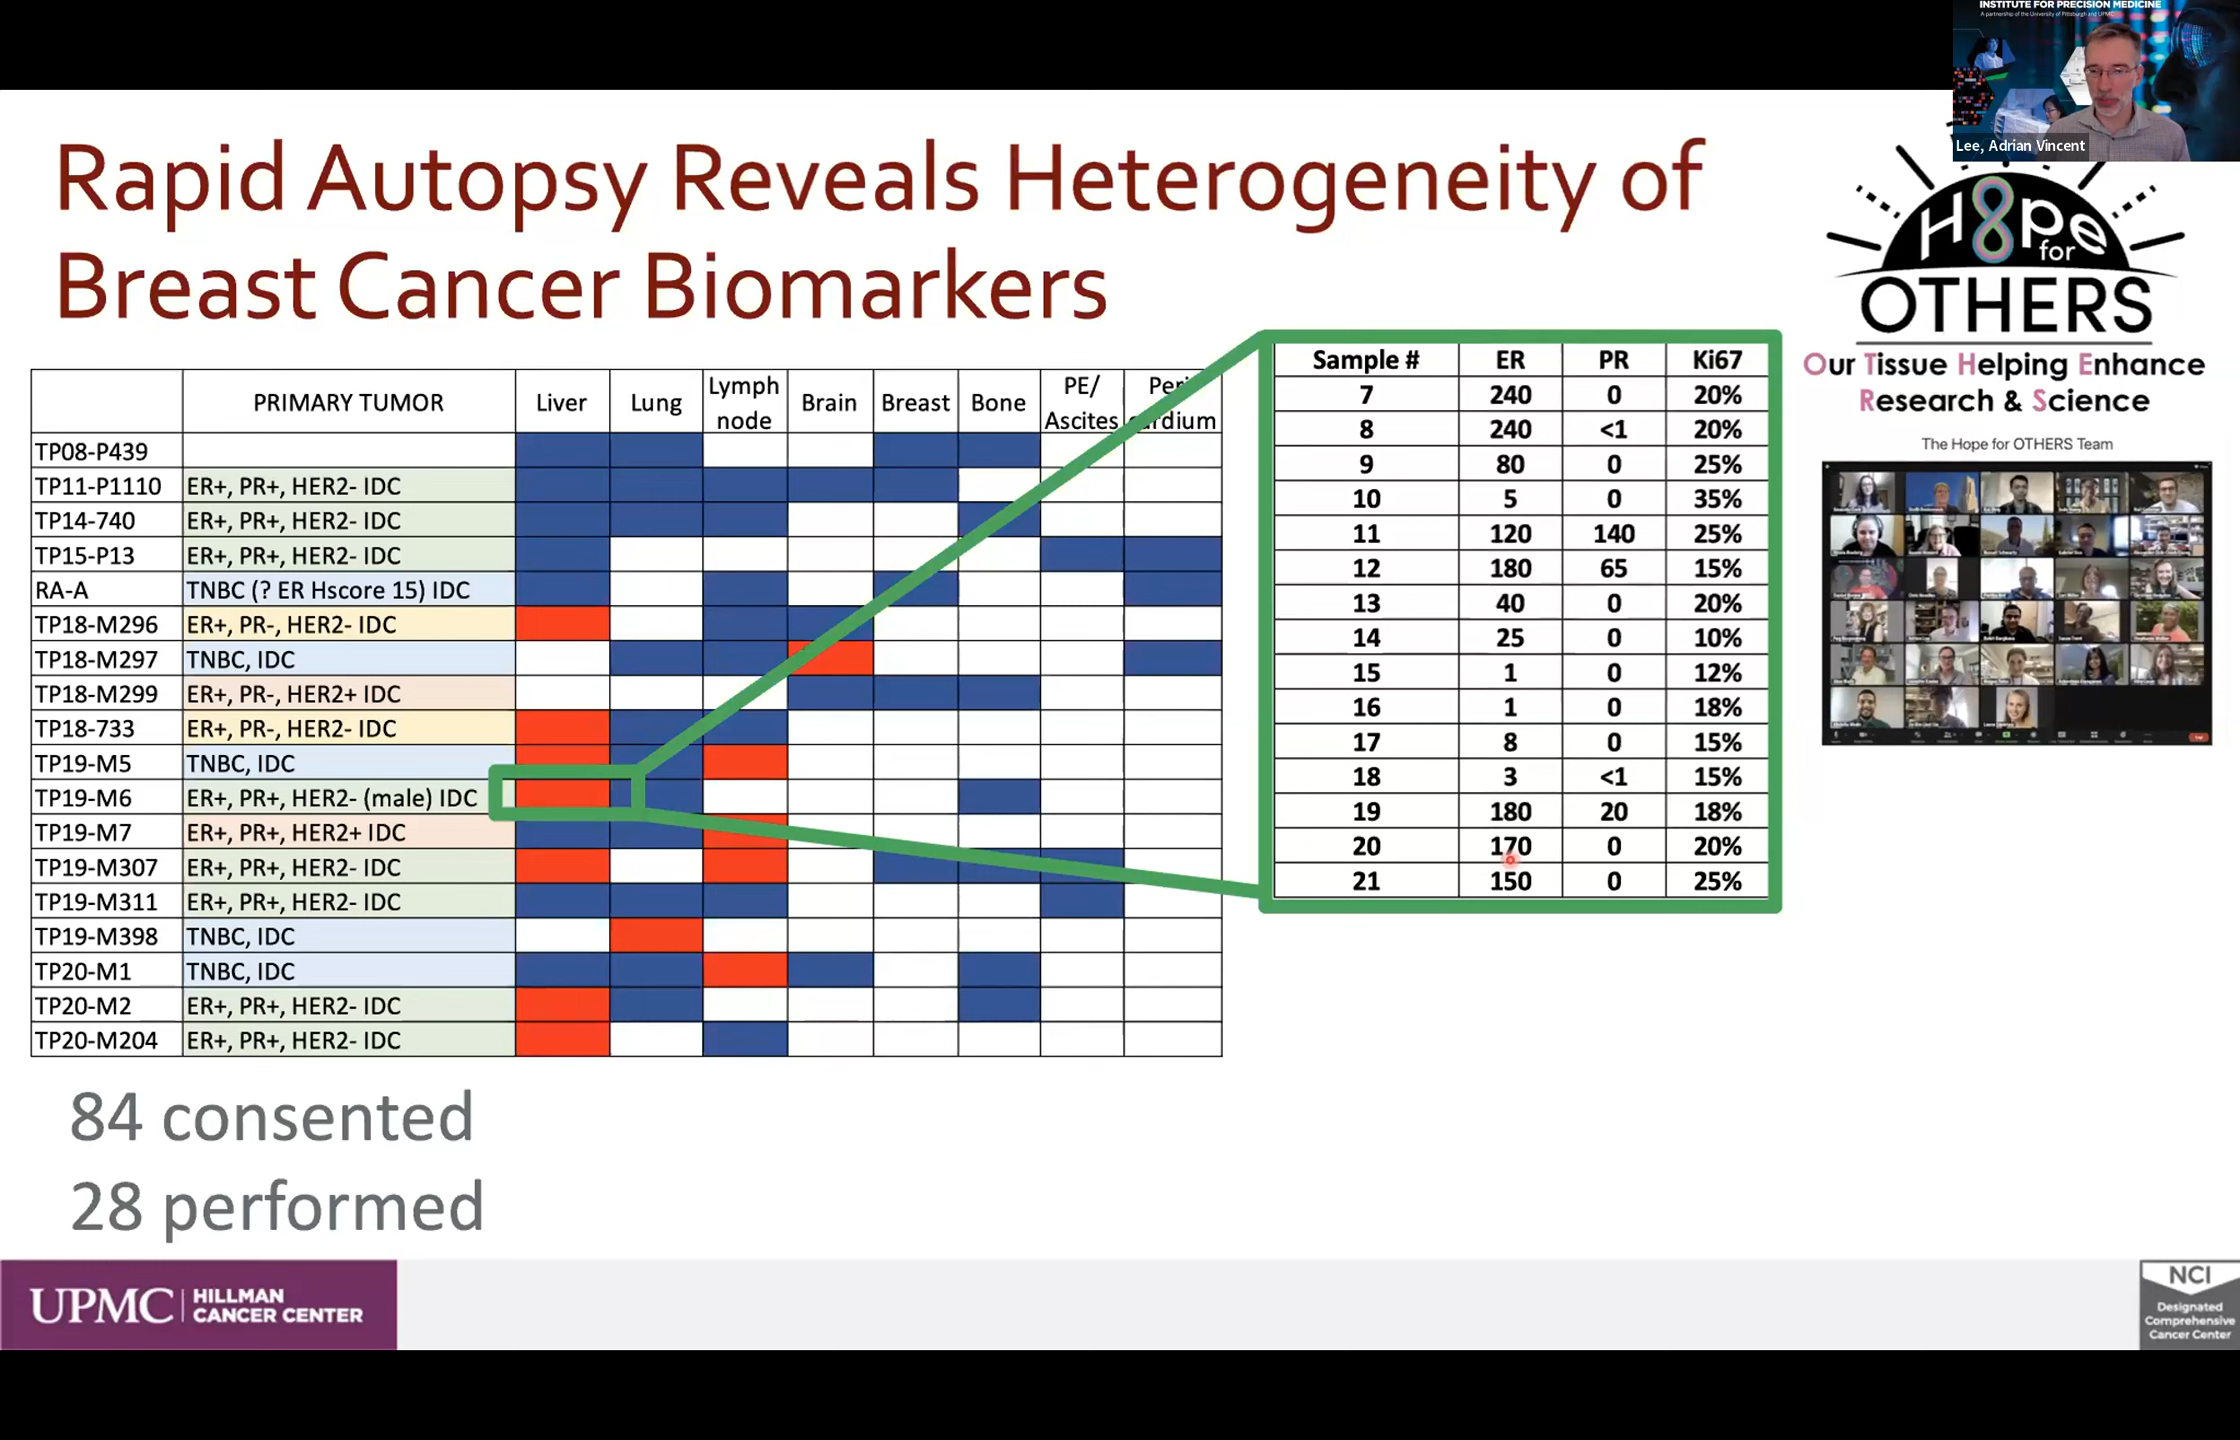 INSTITUTE FOR PRECISION MEDICINE
A partnership of the University of Pittsburgh and UPMC
Lee, Adrian Vincent
Rapid Autopsy Reveals Heterogeneity of
Breast Cancer Biomarkers
Hope
for
OTHERS
Our Tissue Helping Enhance
Research & Science
The Hope for OTHERS Team
PRIMARY TUMOR Liver Lung Lymph node Brain Breast Bone PE/ Ascites Pericardium
TP08-P439
TP11-P1110 ER+, PR+, HER2- IDC
TP14-740 ER+, PR+, HER2- IDC
TP15-P13 ER+, PR+, HER2- IDC
RA-A TNBC (? ER Hscore 15) IDC
TP18-M296 ER+, PR-, HER2- IDC
TP18-M297 TNBC, IDC
TP18-M299 ER+, PR-, HER2+ IDC
TP18-733 ER+, PR-, HER2- IDC
TP19-M5 TNBC, IDC
TP19-M6 ER+, PR+, HER2- (male) IDC
TP19-M7 ER+, PR+, HER2+ IDC
TP19-M307 ER+, PR+, HER2- IDC
TP19-M311 ER+, PR+, HER2- IDC
TP19-M398 TNBC, IDC
TP20-M1 TNBC, IDC
TP20-M2 ER+, PR+, HER2- IDC
TP20-M204 ER+, PR+, HER2- IDC
Sample # ER PR Ki67
7 240 0 20%
8 240 <1 20%
9 80 0 25%
10 5 0 35%
11 120 140 25%
12 180 65 15%
13 40 0 20%
14 25 0 10%
15 1 0 12%
16 1 0 18%
17 8 0 15%
18 3 <1 15%
19 180 20 18%
20 170 0 20%
21 150 0 25%
84 consented
28 performed
UPMC HILLMAN
CANCER CENTER
NCI
Designated
Comprehensive
Cancer Center